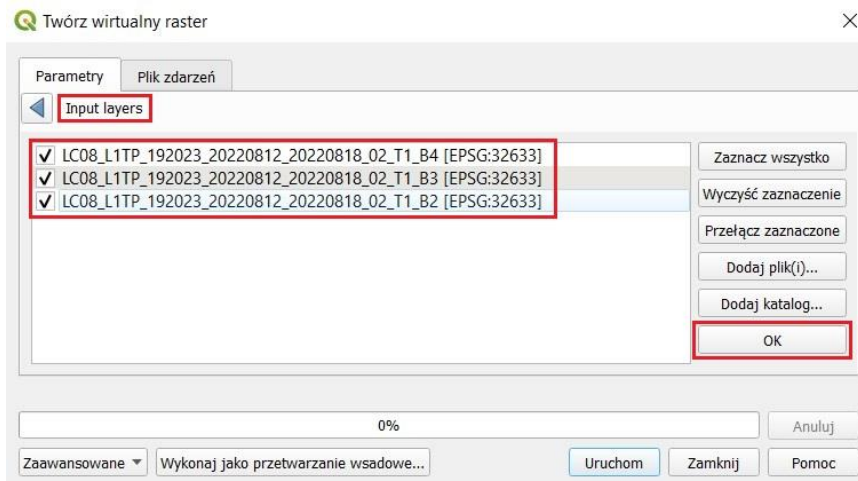 Twórz wirtualny raster
Parametry
Plik zdarzeń
Input layers
LC08_L1TP_192023_20220812_20220818_02_T1_B4 [EPSG:32633]
LC08_L1TP_192023_20220812_20220818_02_T1_B3 [EPSG:32633]
LC08_L1TP_192023_20220812_20220818_02_T1_B2 [EPSG:32633]
Zaznacz wszystko
Wyczyść zaznaczenie
Przełącz zaznaczone
Dodaj plik(i)...
Dodaj katalog...
OK
0%
Anuluj
Zaawansowane
Wykonaj jako przetwarzanie wsadowe...
Uruchom
Zamknij
Pomoc